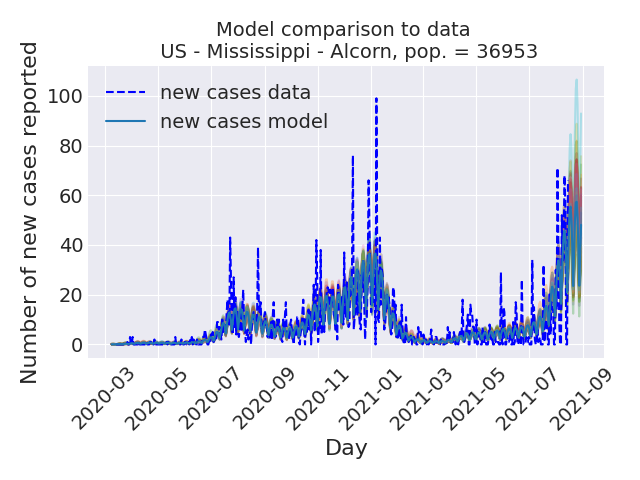 Model comparison to data
US - Mississippi - Alcorn, pop. = 36953
Number of new cases reported
100
80
60
40
20
0
new cases data
new cases model
2020-03
2020-05
2020-07
2020-09
2020-11
2021-01
2021-03
2021-05
2021-07
2021-09
Day